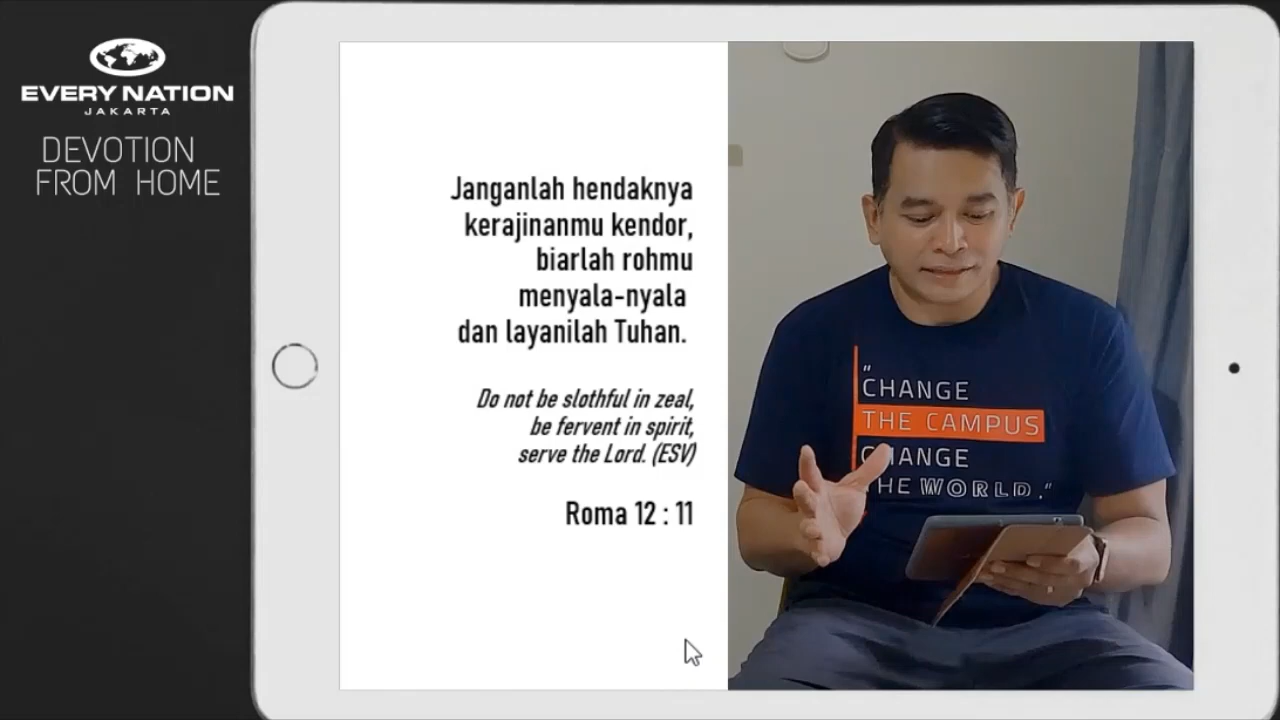 EVERY NATION
JAKARTA
DEVOTION
FROM HOME
Janganlah hendaknya
kerajinanmu kendor,
biarlah rohmu
menyala-nyala
dan layanilah Tuhan.
Do not be slothful in zeal,
be fervent in spirit,
serve the Lord. (ESV)
Roma 12 : 11
"
CHANGE
THE CAMPUS
CHANGE
THE WORLD."